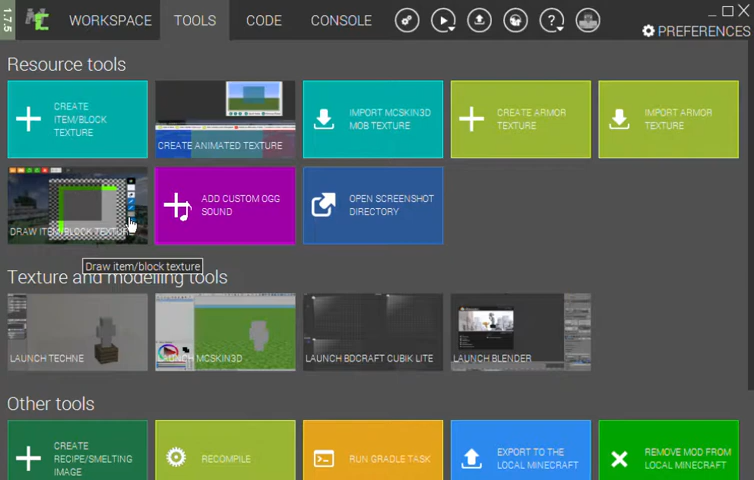 1.7.5
WORKSPACE
TOOLS
CODE
CONSOLE
PREFERENCES
Resource tools
CREATE
ITEM/BLOCK
TEXTURE
CREATE ANIMATED TEXTURE
IMPORT MCSKIN3D
MOB TEXTURE
CREATE ARMOR
TEXTURE
IMPORT ARMOR
TEXTURE
DRAW ITEM/BLOCK TEXTURE
ADD CUSTOM OGG
SOUND
OPEN SCREENSHOT
DIRECTORY
Draw item/block texture
Texture and modelling tools
LAUNCH TECHNE
LAUNCH MCSKIN3D
LAUNCH BDCRAFT CUBIK LITE
LAUNCH BLENDER
Other tools
CREATE
RECIPE/SMELTING
IMAGE
RECOMPILE
RUN GRADLE TASK
EXPORT TO THE
LOCAL MINECRAFT
REMOVE MOD FROM
LOCAL MINECRAFT